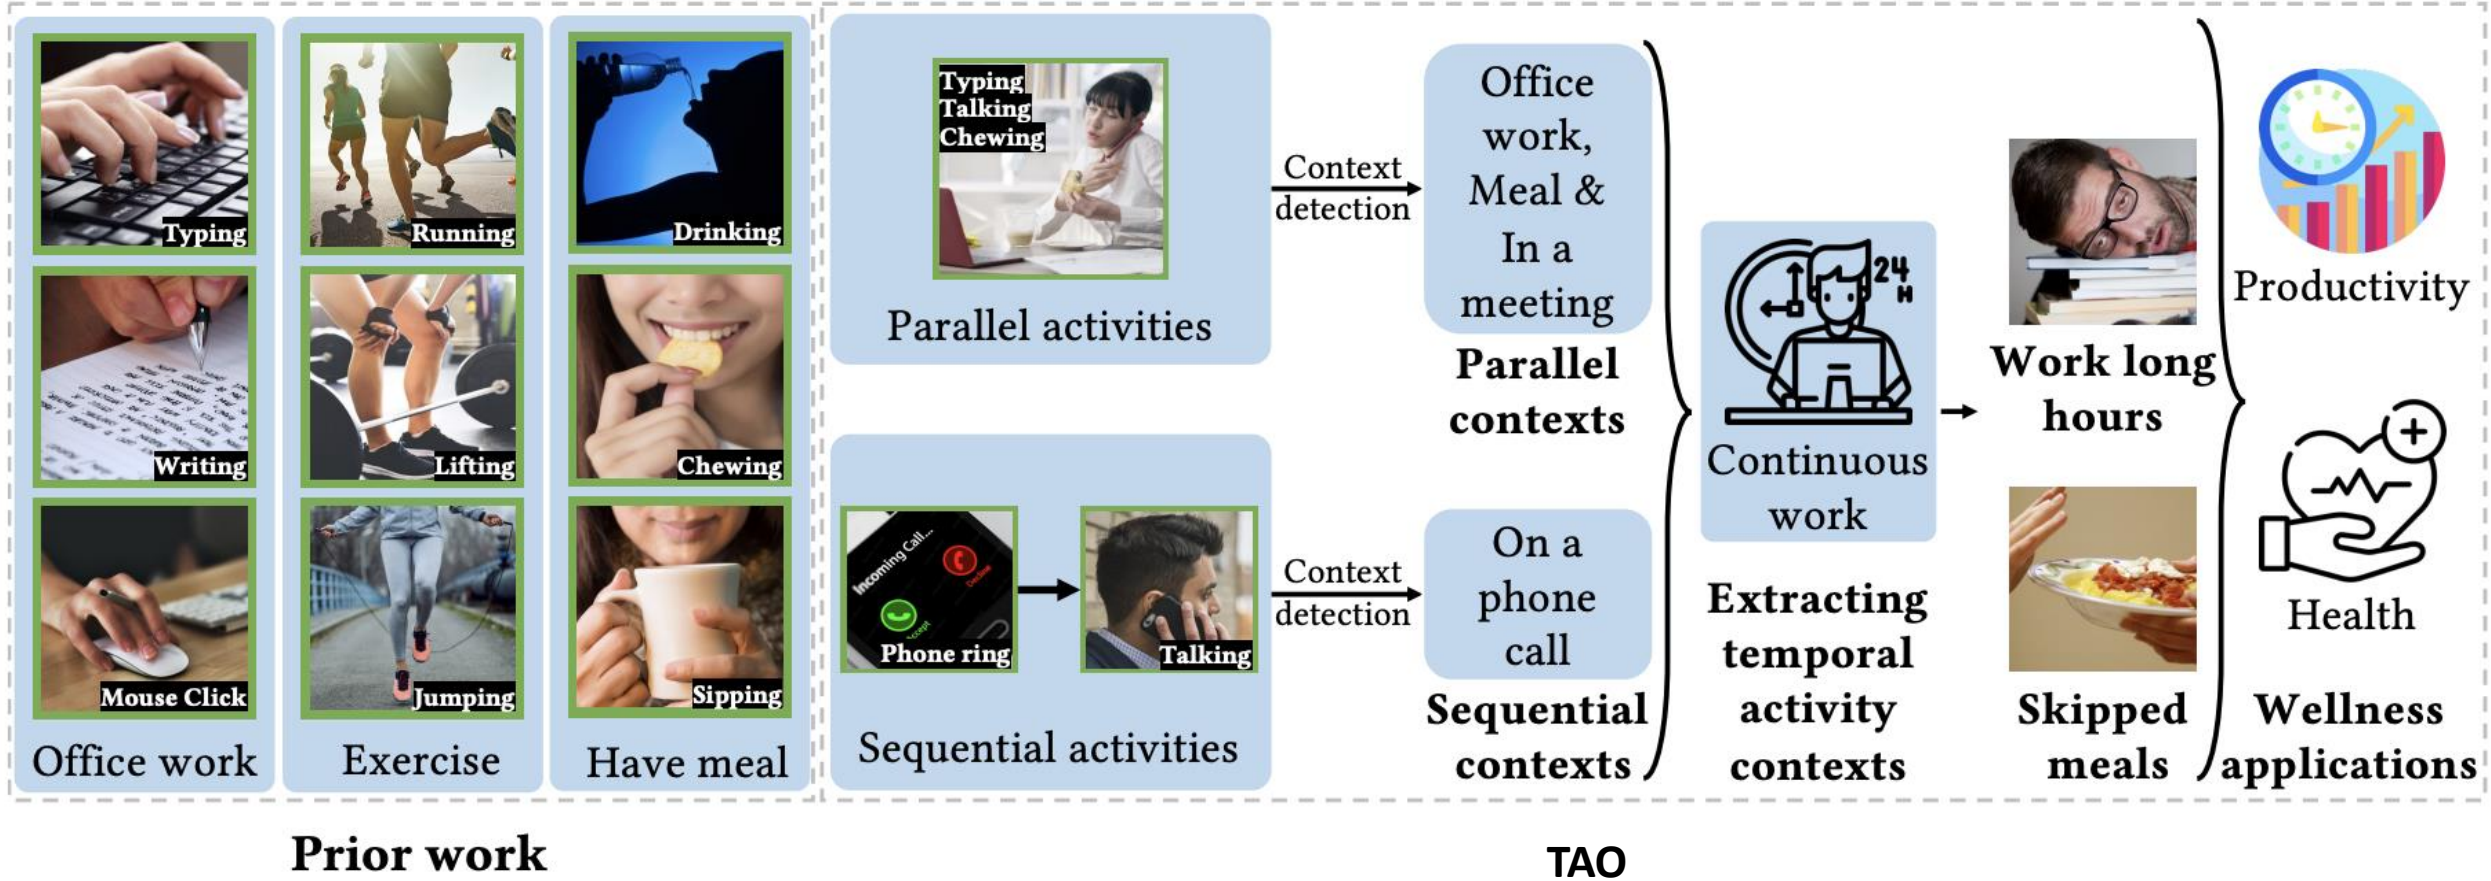 Typing
Writing
Mouse Click
Office work
Running
Lifting
Jumping
Exercise
Drinking
Chewing
Sipping
Have meal
Prior work
Typing
Talking
Chewing
Parallel activities
Context
detection
Office
work,
Meal &
In a
meeting
Parallel
contexts
Incoming Call...
Decline
Accept
Phone ring
Talking
Sequential activities
Context
detection
On a
phone
call
Sequential
contexts
24
H
Continuous
work
Extracting
temporal
activity
contexts
Work long
hours
Skipped
meals
Productivity
Health
Wellness
applications
TAO